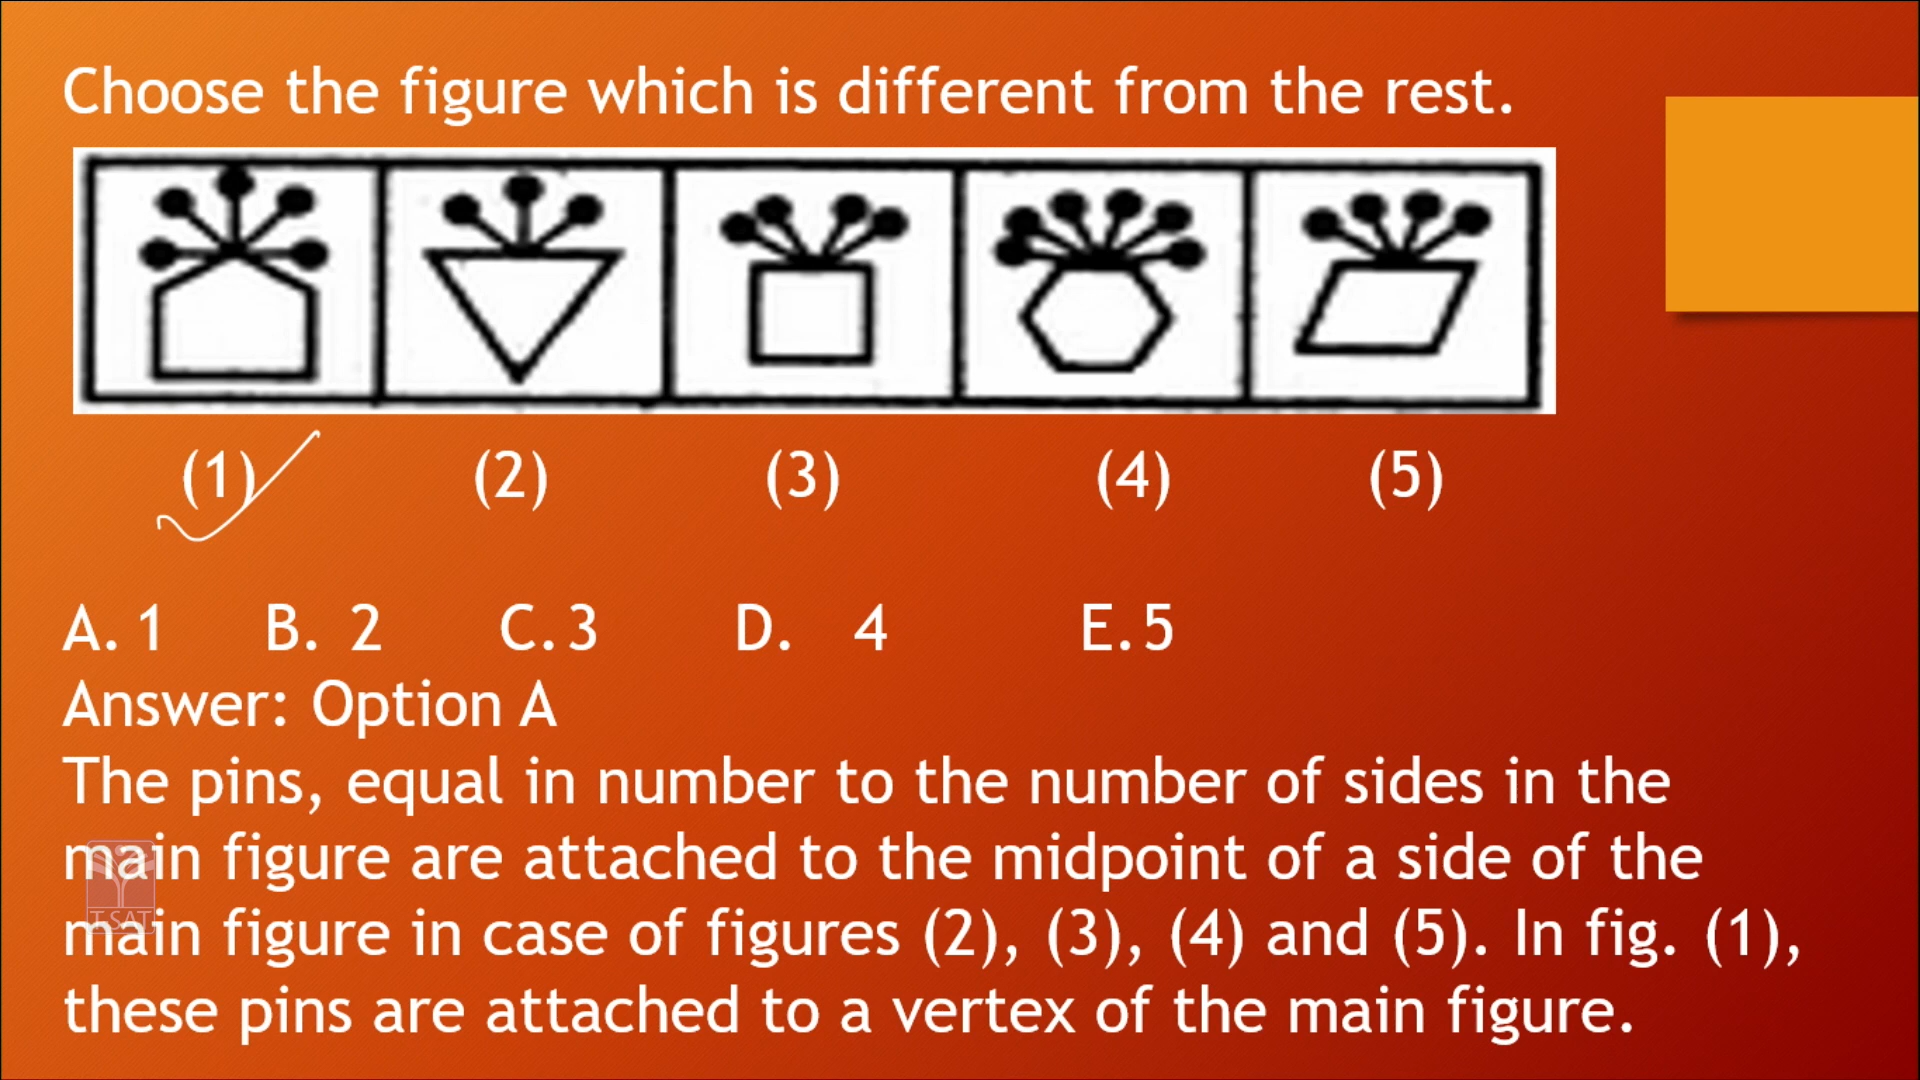 Choose the figure which is different from the rest.
(1) (2) (3) (4) (5)
A. 1 B. 2 C. 3 D. 4 E. 5
Answer: Option A
The pins, equal in number to the number of sides in the
main figure are attached to the midpoint of a side of the
main figure in case of figures (2), (3), (4) and (5). In fig. (1),
these pins are attached to a vertex of the main figure.
T-SAT